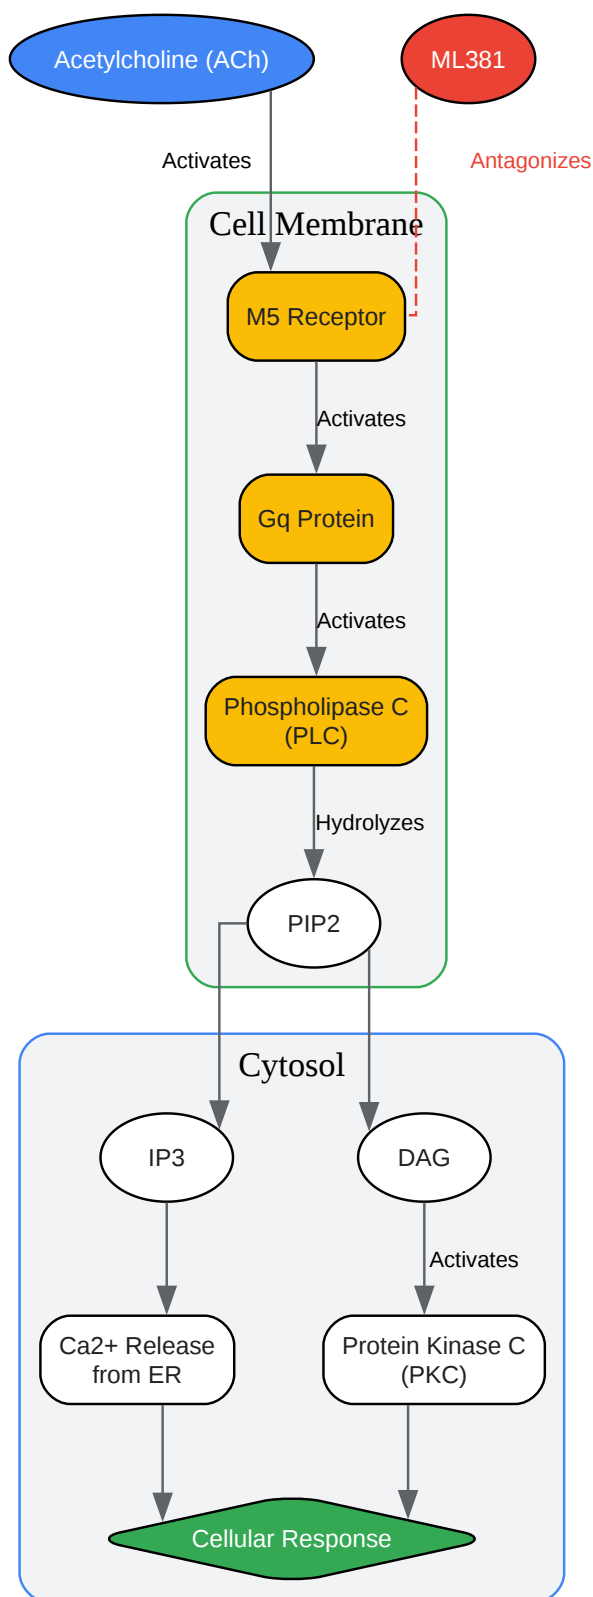 Acetylcholine (ACh)
ML381
Activates
Antagonizes
Cell Membrane
M5 Receptor
Activates
Gq Protein
Activates
Phospholipase C
(PLC)
Hydrolyzes
PIP2
Cytosol
IP3
DAG
Activates
Ca2+ Release
from ER
Protein Kinase C
(PKC)
Cellular Response